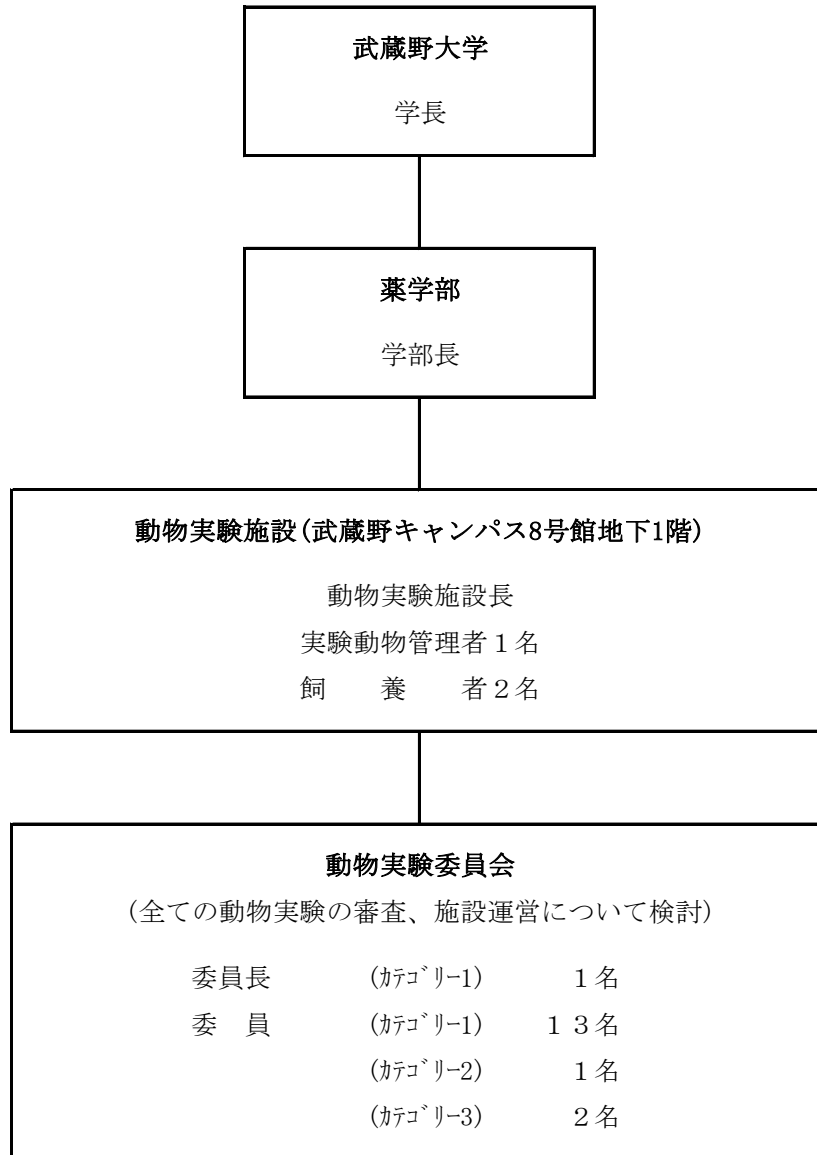 武蔵野大学
学長
薬学部
学部長
動物実験施設(武蔵野キャンパス8号館地下1階)
動物実験施設長
実験動物管理者１名
飼　養　者２名
動物実験委員会
(全ての動物実験の審査、施設運営について検討)
委員長 (ｶﾃｺﾞﾘｰ1) １名
委　員 (ｶﾃｺﾞﾘｰ1) １３名
(ｶﾃｺﾞﾘｰ2) １名
(ｶﾃｺﾞﾘｰ3) ２名